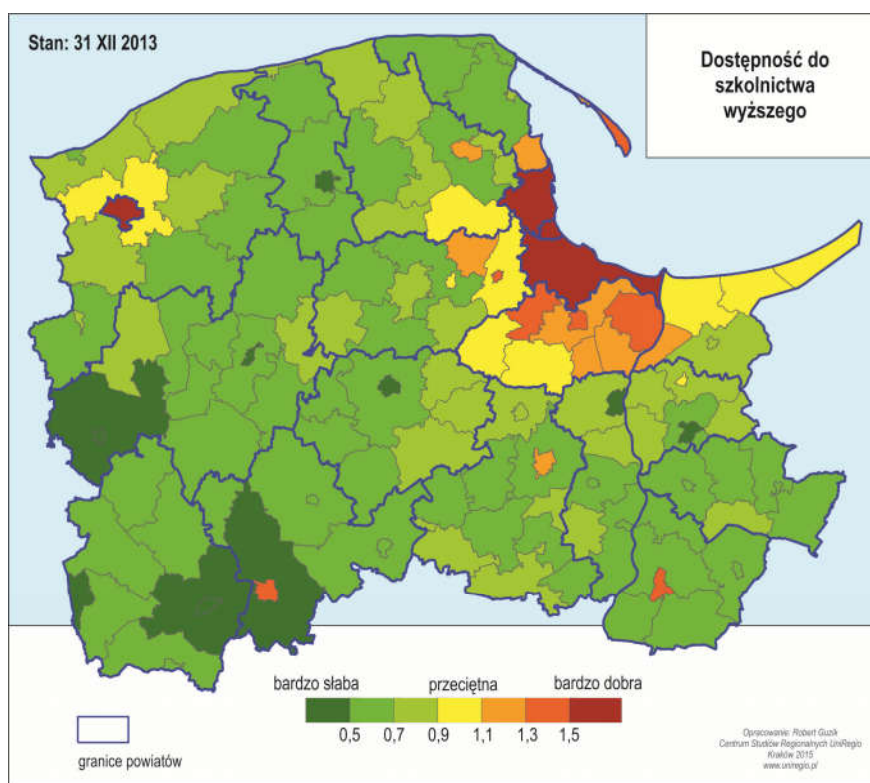 Stan: 31 XII 2013
Dostępność do
szkolnictwa
wyższego
bardzo słaba przeciętna bardzo dobra
0,5 0,7 0,9 1,1 1,3 1,5
granice powiatów
Opracowanie: Robert Guzik
Centrum Studiów Regionalnych UniRegio
Kraków 2015
www.uniregio.pl